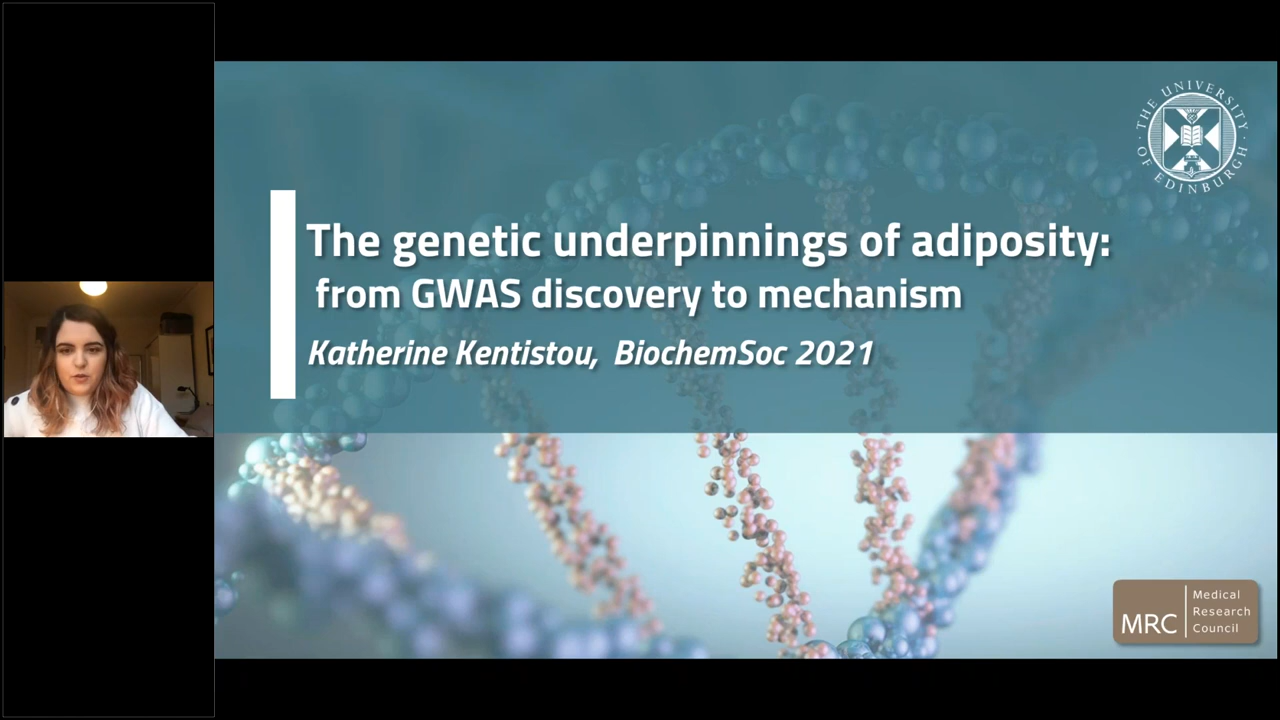 THE UNIVERSITY OF EDINBURGH
The genetic underpinnings of adiposity:
from GWAS discovery to mechanism
Katherine Kentistou, BiochemSoc 2021
MRC
Medical
Research
Council